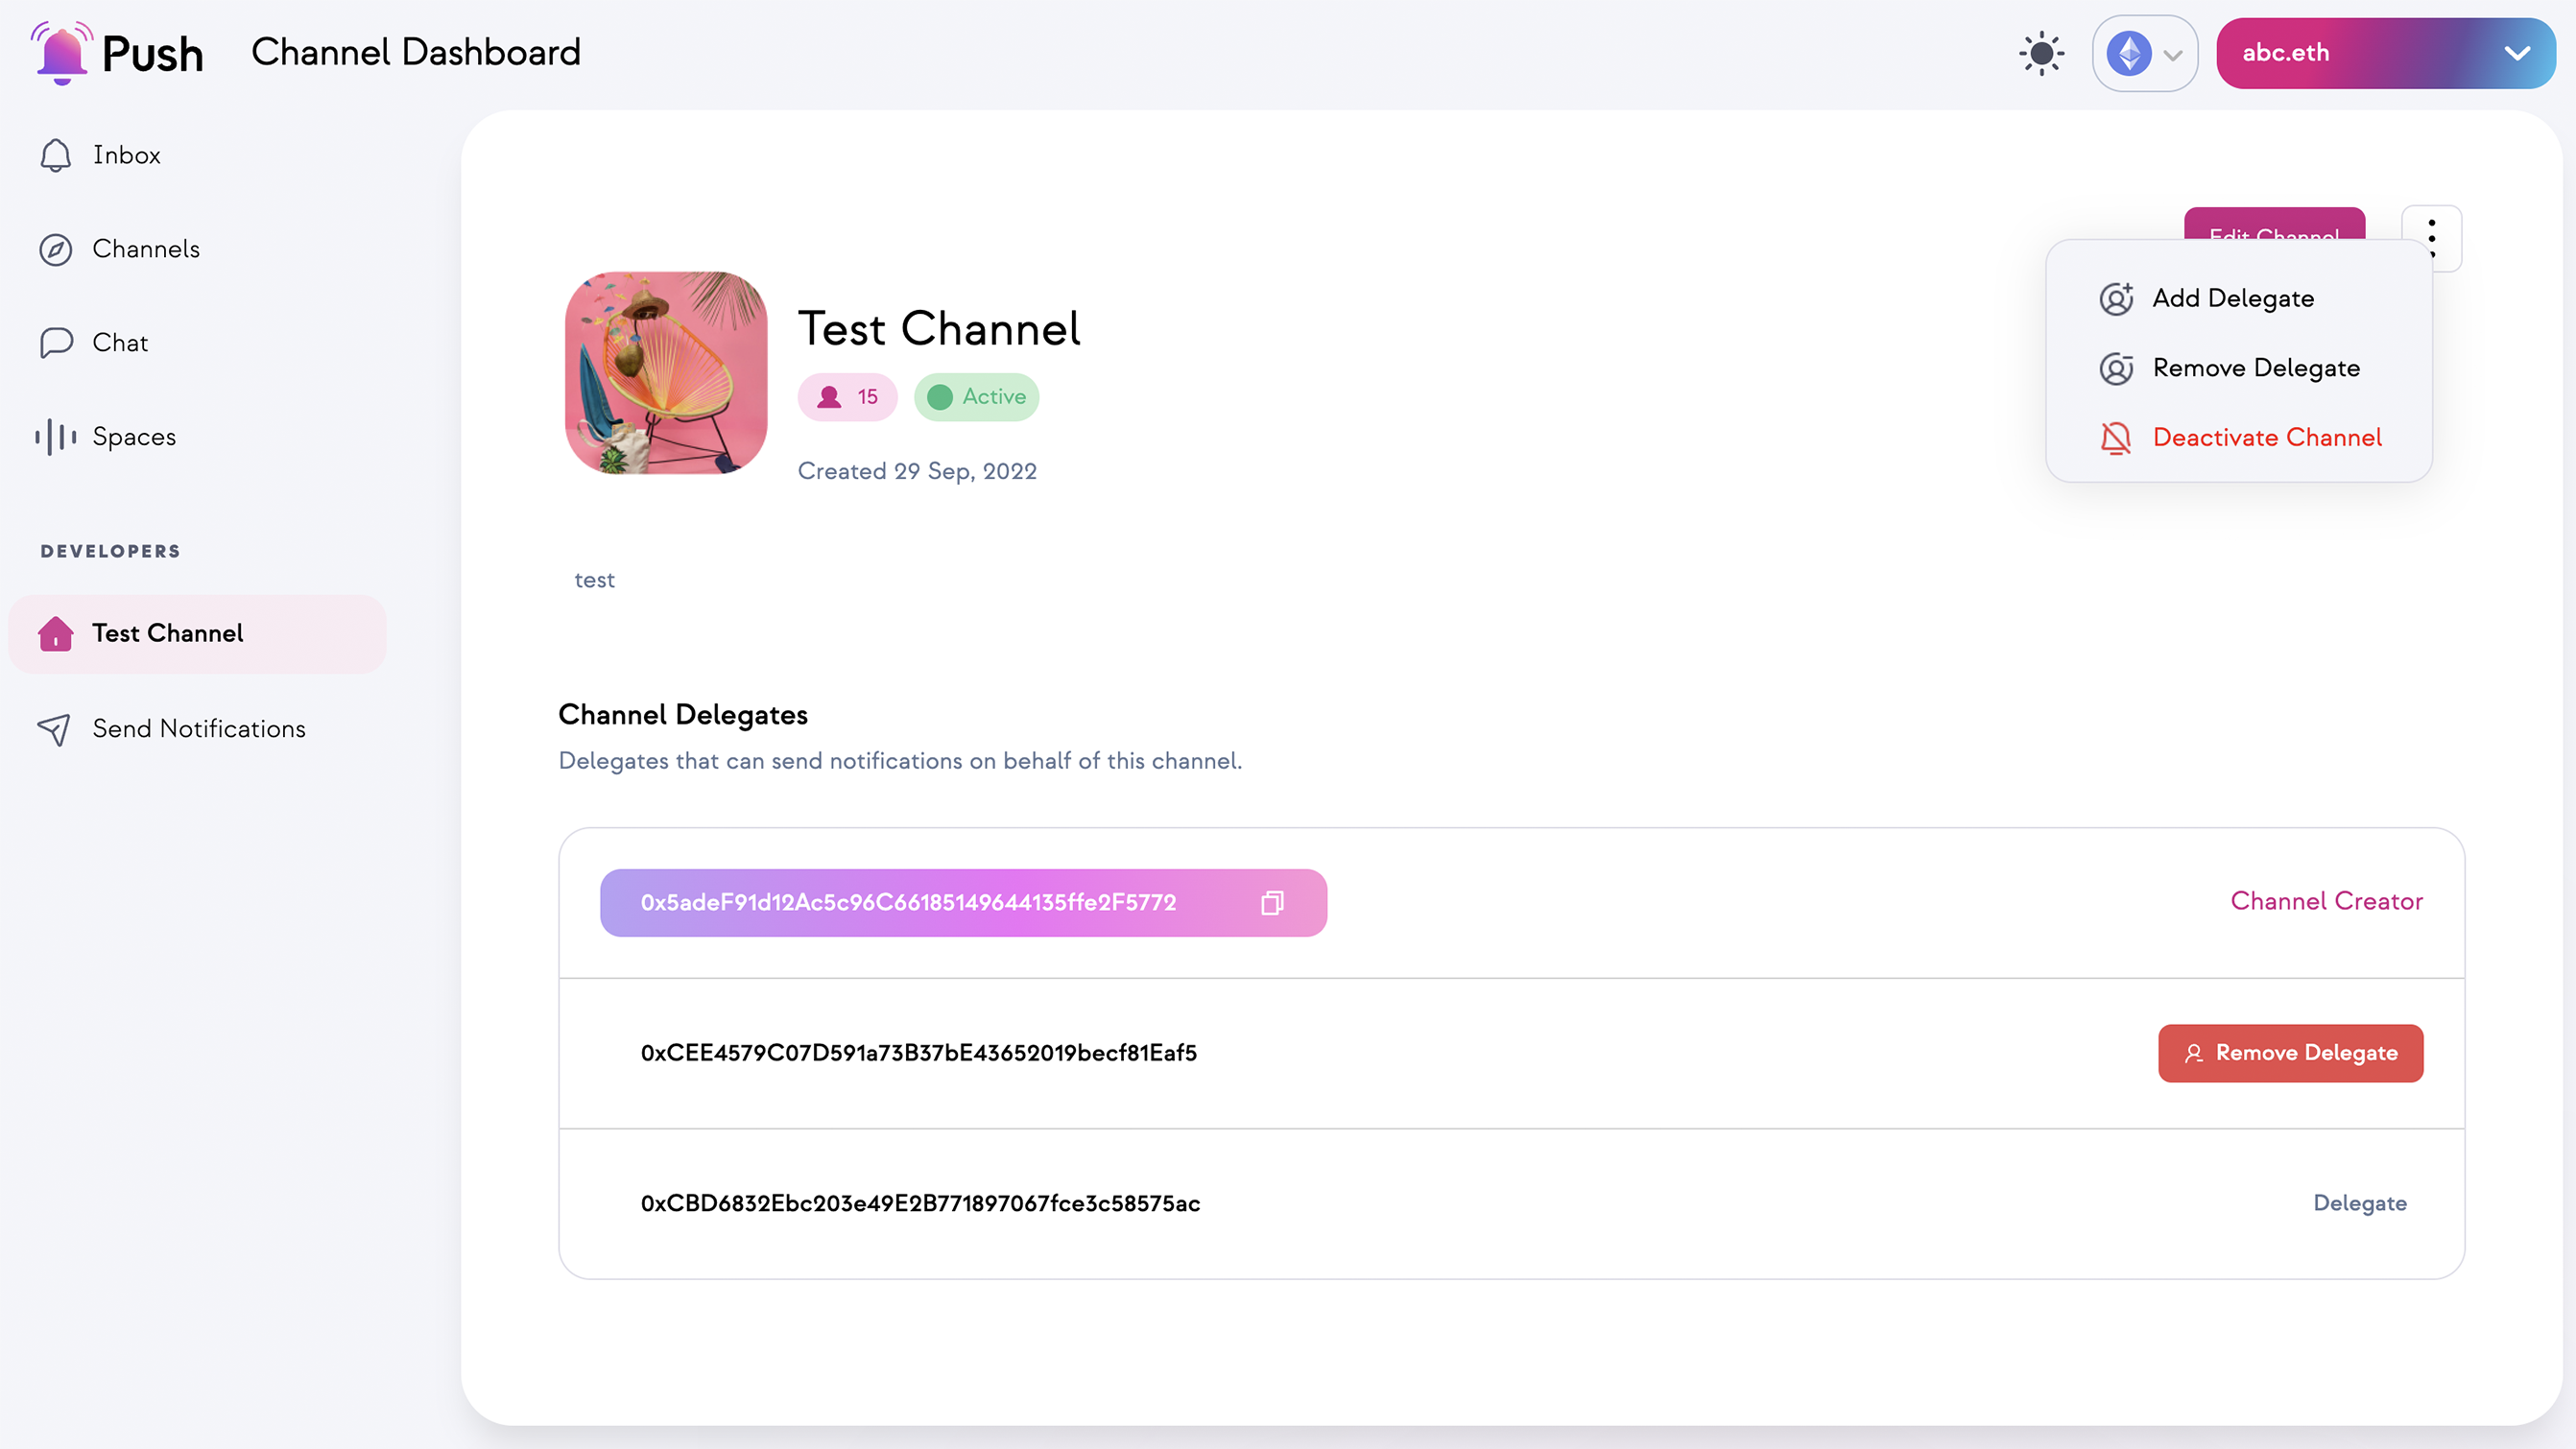 Push
Channel Dashboard
abc.eth
Inbox
Channels
Chat
Spaces
DEVELOPERS
Test Channel
Send Notifications
Edit Channel
Add Delegate
Remove Delegate
Deactivate Channel
Test Channel
15
Active
Created 29 Sep, 2022
test
Channel Delegates
Delegates that can send notifications on behalf of this channel.
0x5adeF91d12Ac5c96C66185149644135ffe2F5772
Channel Creator
0xCEE4579C07D591a73B37bE43652019becf81Eaf5
Remove Delegate
0xCBD6832Ebc203e49E2B771897067fce3c58575ac
Delegate